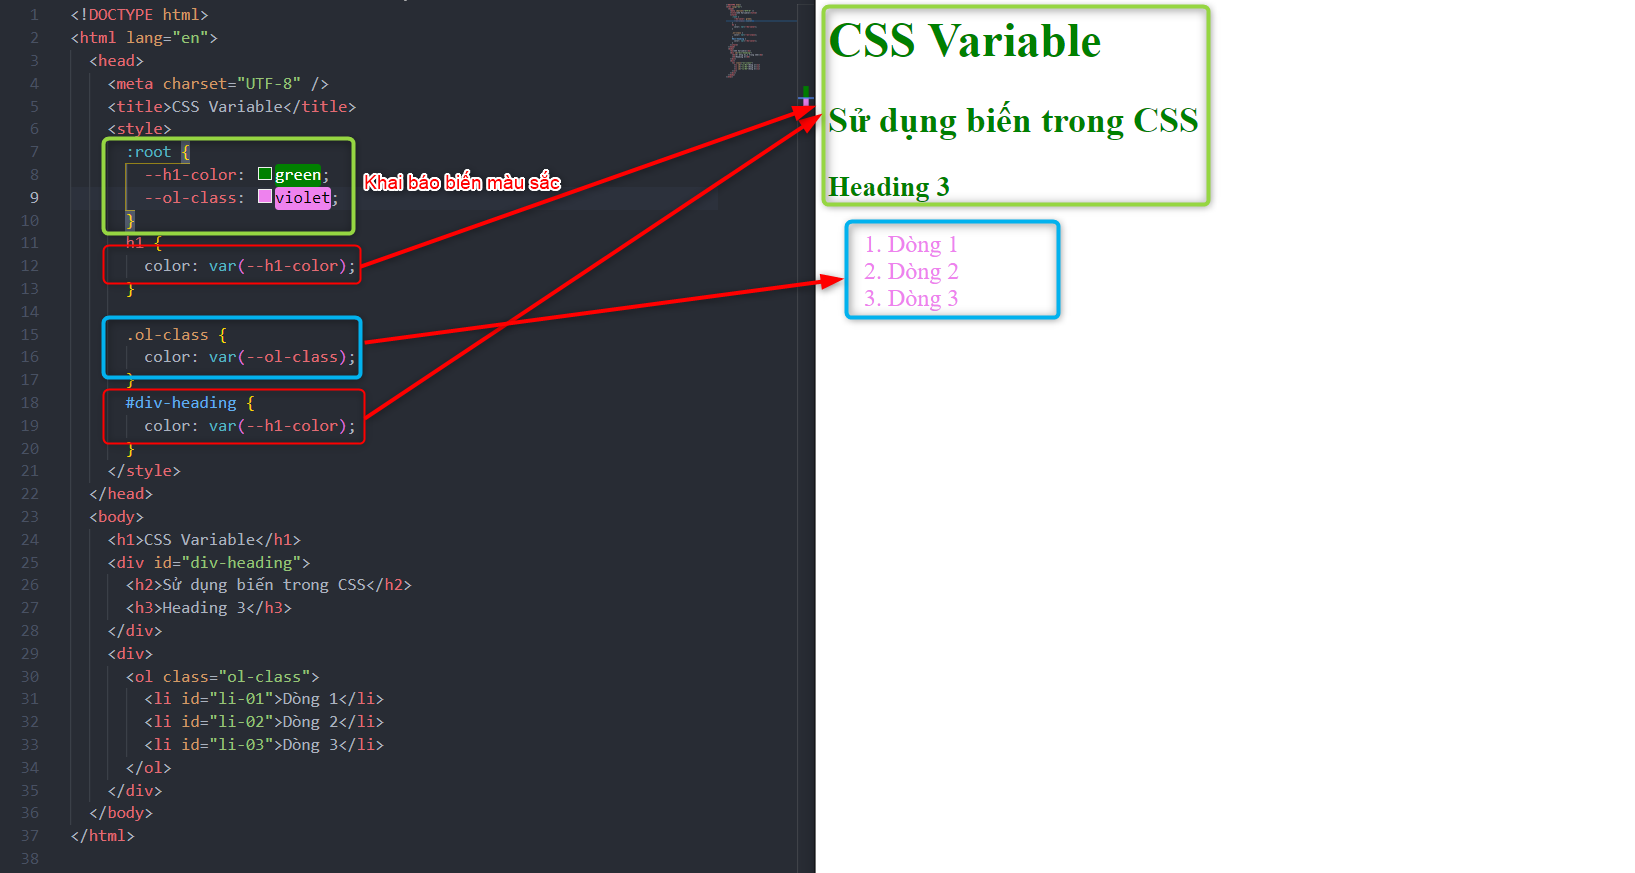 1 <!DOCTYPE html>
2 <html lang="en">
3 <head>
4 <meta charset="UTF-8" />
5 <title>CSS Variable</title>
6 <style>
7 :root {
8 --h1-color: green;
9 --ol-class: violet;
10 }
11 h1 {
12 color: var(--h1-color);
13 }
14
15 .ol-class {
16 color: var(--ol-class);
17 }
18 #div-heading {
19 color: var(--h1-color);
20 }
21 </style>
22 </head>
23 <body>
24 <h1>CSS Variable</h1>
25 <div id="div-heading">
26 <h2>Sử dụng biến trong CSS</h2>
27 <h3>Heading 3</h3>
28 </div>
29 <div>
30 <ol class="ol-class">
31 <li id="li-01">Dòng 1</li>
32 <li id="li-02">Dòng 2</li>
33 <li id="li-03">Dòng 3</li>
34 </ol>
35 </div>
36 </body>
37 </html>
38
Khai báo biến màu sắc
CSS Variable
Sử dụng biến trong CSS
Heading 3
1. Dòng 1
2. Dòng 2
3. Dòng 3